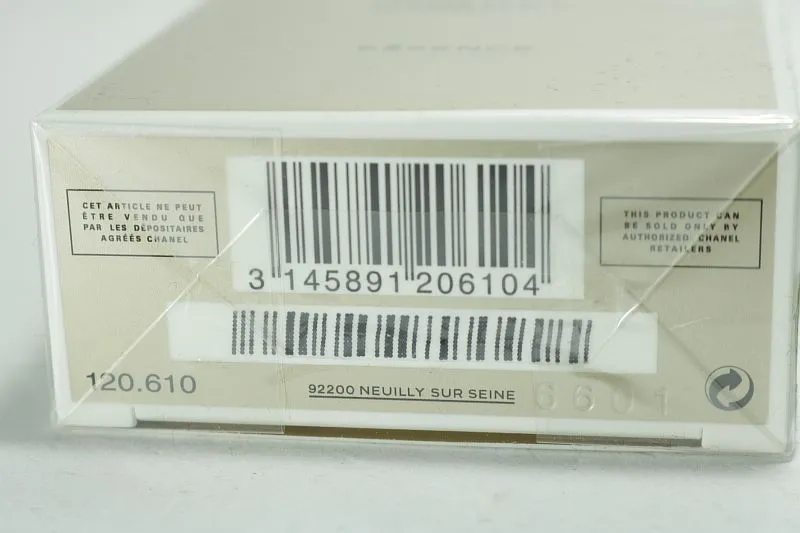 CET ARTICLE NE PEUT
ÊTRE VENDU QUE
PAR LES DÉPOSITAIRES
AGRÉÉS CHANEL
THIS PRODUCT CAN
BE SOLD ONLY BY
AUTHORIZED CHANEL
RETAILERS
3 145891 206104
120.610
92200 NEUILLY SUR SEINE
6601